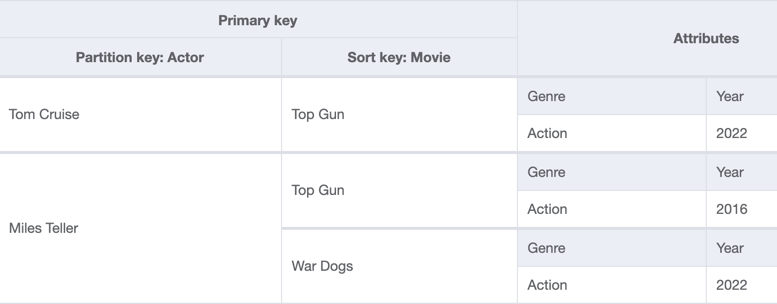 Primary key
Attributes
Partition key: Actor
Sort key: Movie
Tom Cruise
Top Gun
Genre
Year
Action
2022
Miles Teller
Top Gun
Genre
Year
Action
2016
War Dogs
Genre
Year
Action
2022